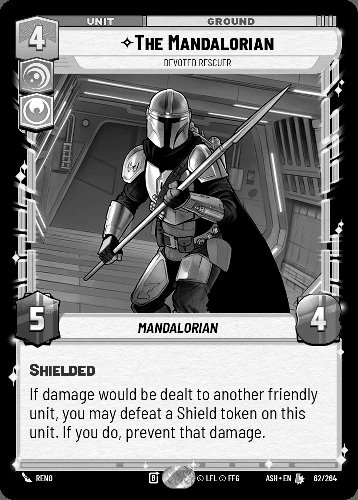 UNIT
GROUND
4
✧The Mandalorian
DEVOTED RESCUER
5
MANDALORIAN
4
Shielded
If damage would be dealt to another friendly
unit, you may defeat a Shield token on this
unit. If you do, prevent that damage.
RENO
LFL FFG
ASH • EN
62/264